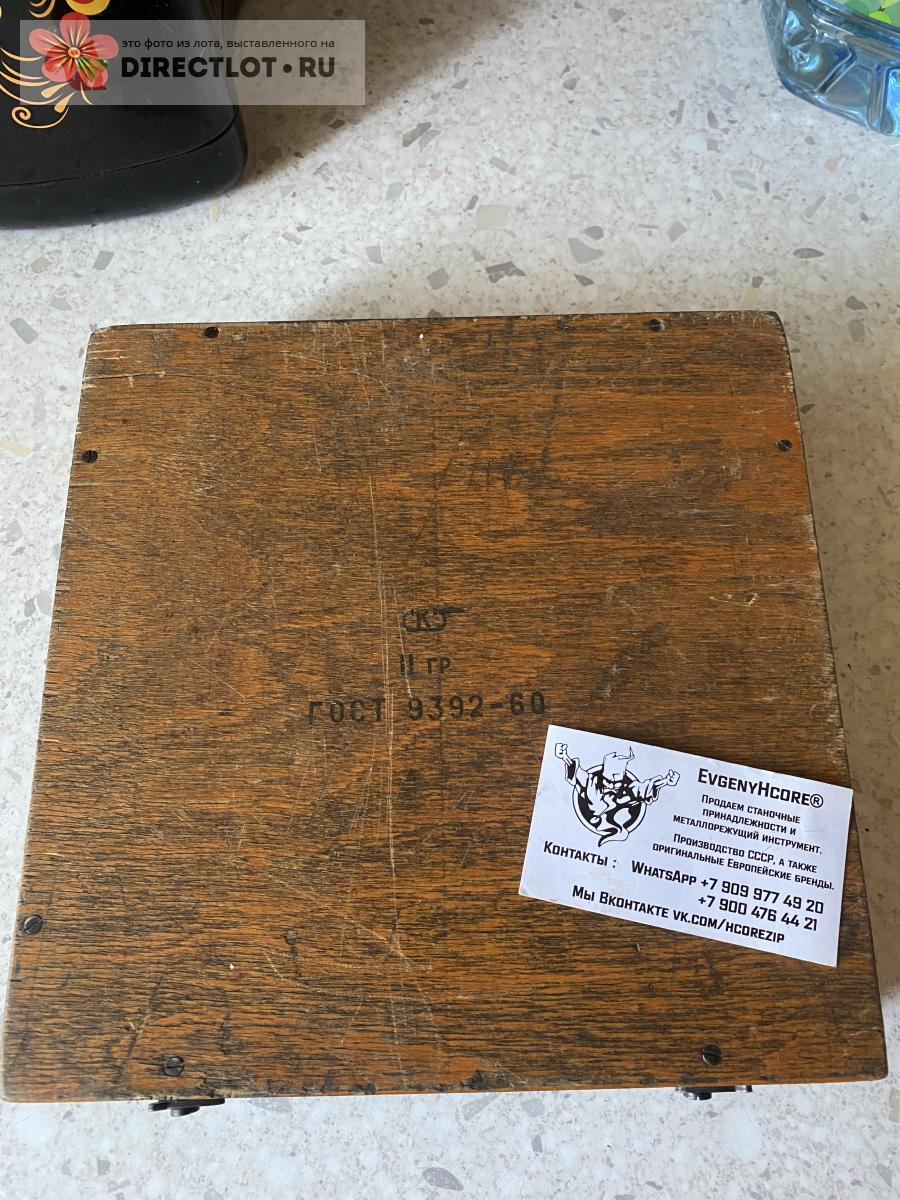 это фото из лота, выставленного на
DIRECTLOT.RU
II гр
ГОСТ 9392-60
EvgenyHcore®
Продаем станочные
принадлежности и
металлорежущий инструмент.
Производство СССР, а также
оригинальные Европейские бренды.
Контакты : WhatsApp +7 909 977 49 20
+7 900 476 44 21
Мы Вконтакте vk.com/hcorezip